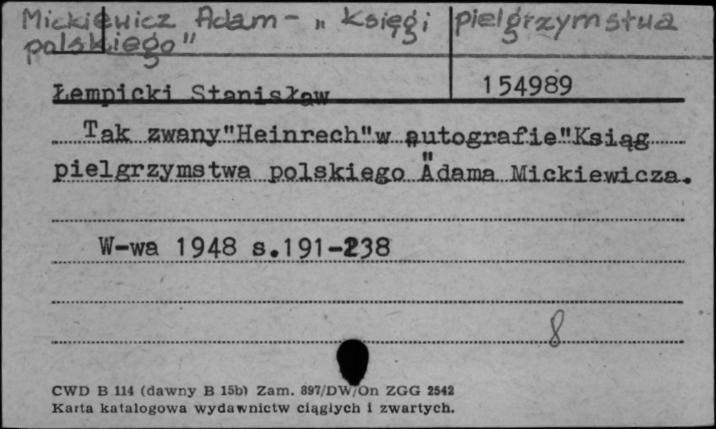 Mickiewicz Adam - „Księgi pielgrzymstwa
polskiego"
Łempicki Stanisław 154989
Tak zwany"Heinrech"w autografie"Ksiąg
pielgrzymstwa polskiego" Adama Mickiewicza.
W-wa 1948 s.191-238
8
CWD B 114 (dawny B 15b) Zam. 897/DW/On ZGG 2542
Karta katalogowa wydawnictw ciągłych i zwartych.